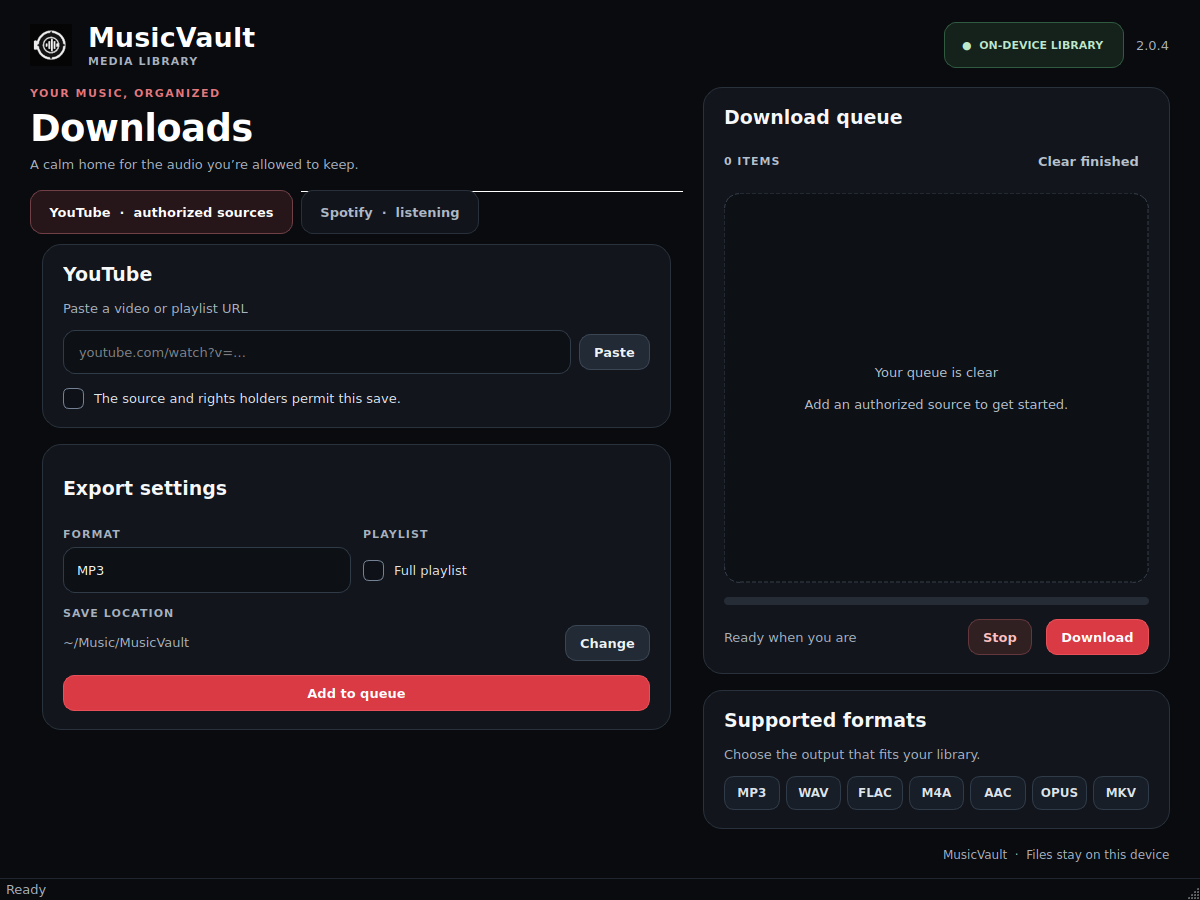 MusicVault
MEDIA LIBRARY
● ON-DEVICE LIBRARY
2.0.4
YOUR MUSIC, ORGANIZED
Downloads
A calm home for the audio you’re allowed to keep.
YouTube · authorized sources
Spotify · listening
YouTube
Paste a video or playlist URL
youtube.com/watch?v=…
Paste
The source and rights holders permit this save.
Export settings
FORMAT
PLAYLIST
MP3
Full playlist
SAVE LOCATION
~/Music/MusicVault
Change
Add to queue
Download queue
0 ITEMS
Clear finished
Your queue is clear
Add an authorized source to get started.
Ready when you are
Stop
Download
Supported formats
Choose the output that fits your library.
MP3
WAV
FLAC
M4A
AAC
OPUS
MKV
MusicVault · Files stay on this device
Ready